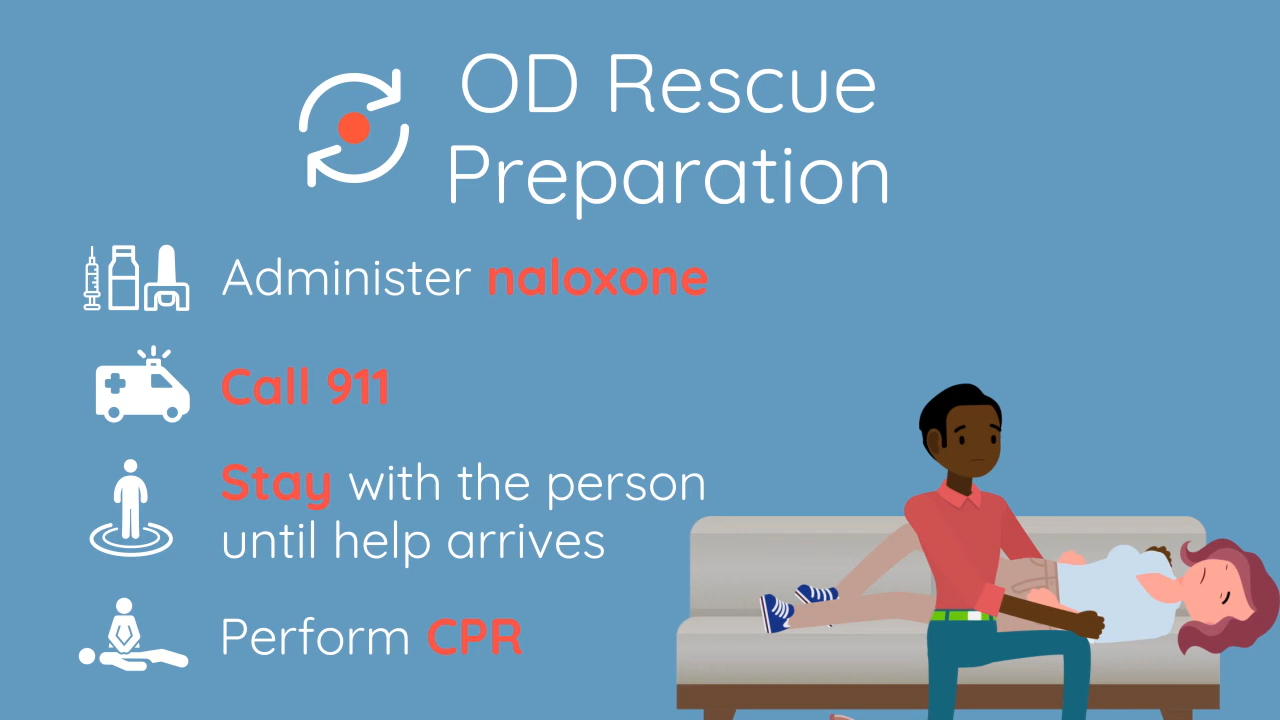 OD Rescue
Preparation
Administer naloxone
Call 911
Stay with the person
until help arrives
Perform CPR